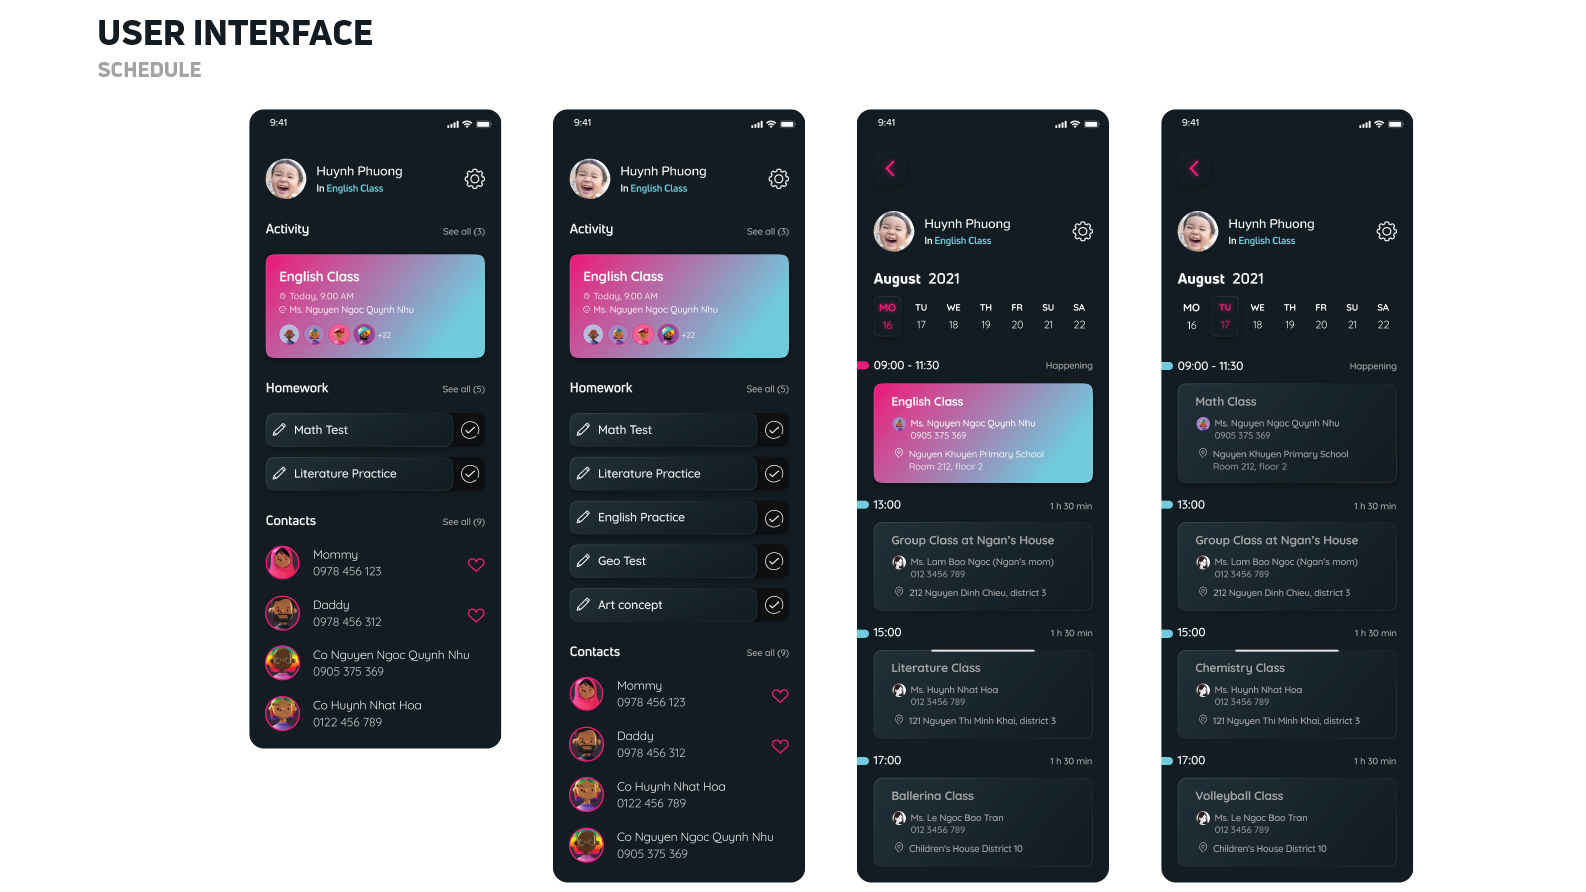 USER INTERFACE
SCHEDULE
9:41
Huynh Phuong
In English Class
Activity
See all (3)
English Class
Today, 9:00 AM
Ms. Nguyen Ngoc Quynh Nhu
+22
Homework
See all (5)
Math Test
Literature Practice
Contacts
See all (9)
Mommy
0978 456 123
Daddy
0978 456 312
Co Nguyen Ngoc Quynh Nhu
0905 375 369
Co Huynh Nhat Hoa
0122 456 789
9:41
Huynh Phuong
In English Class
Activity
See all (3)
English Class
Today, 9:00 AM
Ms. Nguyen Ngoc Quynh Nhu
+22
Homework
See all (5)
Math Test
Literature Practice
English Practice
Geo Test
Art concept
Contacts
See all (9)
Mommy
0978 456 123
Daddy
0978 456 312
Co Huynh Nhat Hoa
0122 456 789
Co Nguyen Ngoc Quynh Nhu
0905 375 369
9:41
Huynh Phuong
In English Class
August 2021
MO TU WE TH FR SU SA
16 17 18 19 20 21 22
09:00 - 11:30
Happening
English Class
Ms. Nguyen Ngoc Quynh Nhu
0905 375 369
Nguyen Khuyen Primary School
Room 212, floor 2
13:00
1 h 30 min
Group Class at Ngan's House
Ms. Lam Bao Ngoc (Ngan's mom)
012 3456 789
212 Nguyen Dinh Chieu, district 3
15:00
1 h 30 min
Literature Class
Ms. Huynh Nhat Hoa
012 3456 789
121 Nguyen Thi Minh Khai, district 3
17:00
1 h 30 min
Ballerina Class
Ms. Le Ngoc Bao Tran
012 3456 789
Children's House District 10
9:41
Huynh Phuong
In English Class
August 2021
MO TU WE TH FR SU SA
16 17 18 19 20 21 22
09:00 - 11:30
Happening
Math Class
Ms. Nguyen Ngoc Quynh Nhu
0905 375 369
Nguyen Khuyen Primary School
Room 212, floor 2
13:00
1 h 30 min
Group Class at Ngan's House
Ms. Lam Bao Ngoc (Ngan's mom)
012 3456 789
212 Nguyen Dinh Chieu, district 3
15:00
1 h 30 min
Chemistry Class
Ms. Huynh Nhat Hoa
012 3456 789
121 Nguyen Thi Minh Khai, district 3
17:00
1 h 30 min
Volleyball Class
Ms. Le Ngoc Bao Tran
012 3456 789
Children's House District 10